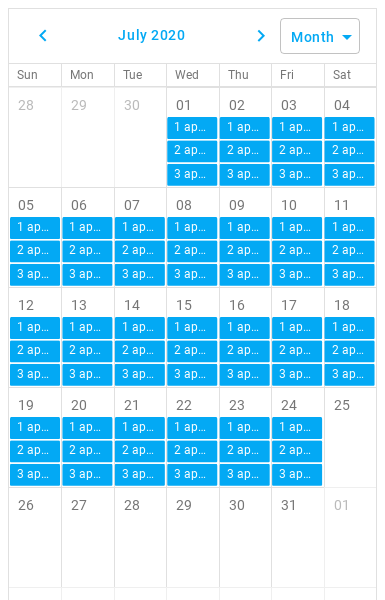 July 2020 Month
Sun Mon Tue Wed Thu Fri Sat
28 29 30 01 02 03 04
1 ap... 1 ap... 1 ap... 1 ap...
2 ap... 2 ap... 2 ap... 2 ap...
3 ap... 3 ap... 3 ap... 3 ap...
05 06 07 08 09 10 11
1 ap... 1 ap... 1 ap... 1 ap... 1 ap... 1 ap... 1 ap...
2 ap... 2 ap... 2 ap... 2 ap... 2 ap... 2 ap... 2 ap...
3 ap... 3 ap... 3 ap... 3 ap... 3 ap... 3 ap... 3 ap...
12 13 14 15 16 17 18
1 ap... 1 ap... 1 ap... 1 ap... 1 ap... 1 ap... 1 ap...
2 ap... 2 ap... 2 ap... 2 ap... 2 ap... 2 ap... 2 ap...
3 ap... 3 ap... 3 ap... 3 ap... 3 ap... 3 ap... 3 ap...
19 20 21 22 23 24 25
1 ap... 1 ap... 1 ap... 1 ap... 1 ap... 1 ap...
2 ap... 2 ap... 2 ap... 2 ap... 2 ap... 2 ap...
3 ap... 3 ap... 3 ap... 3 ap... 3 ap... 3 ap...
26 27 28 29 30 31 01